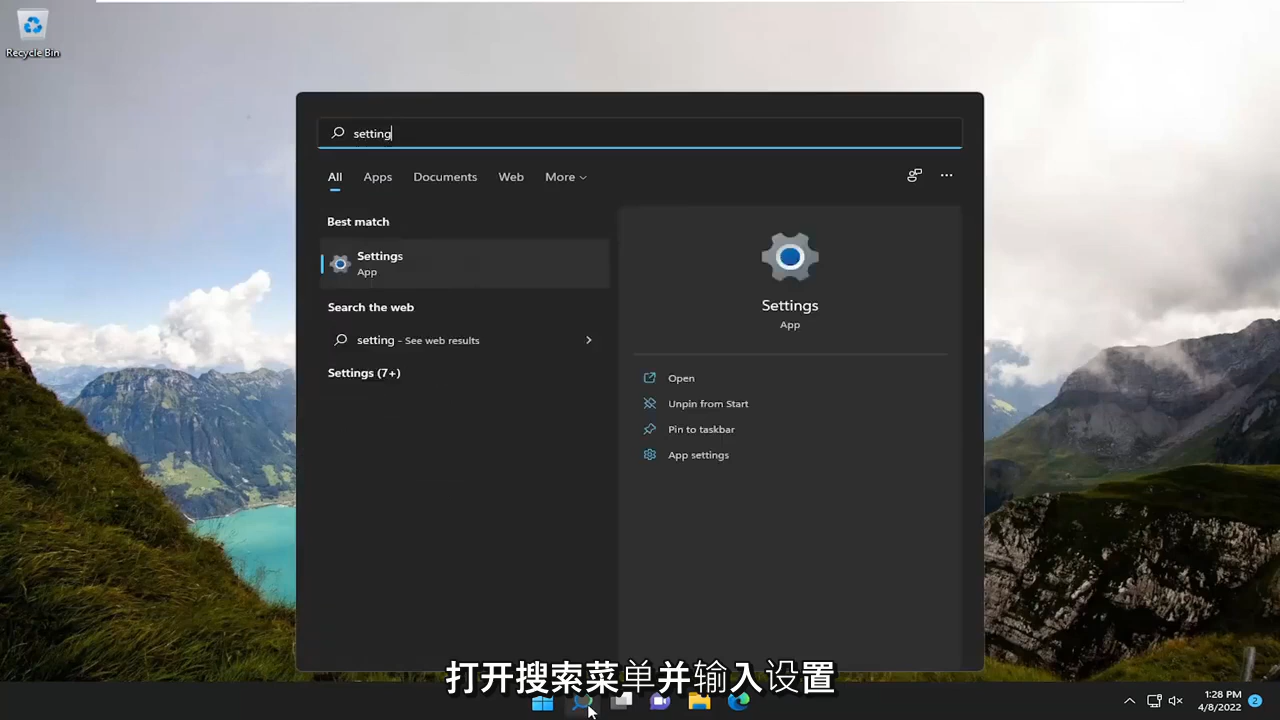 Recycle Bin
setting
All Apps Documents Web More
Best match
Settings
App
Search the web
setting - See web results
Settings (7+)
Settings
App
Open
Unpin from Start
Pin to taskbar
App settings
打开搜索菜单并输入设置
1:28 PM
4/8/2022
2